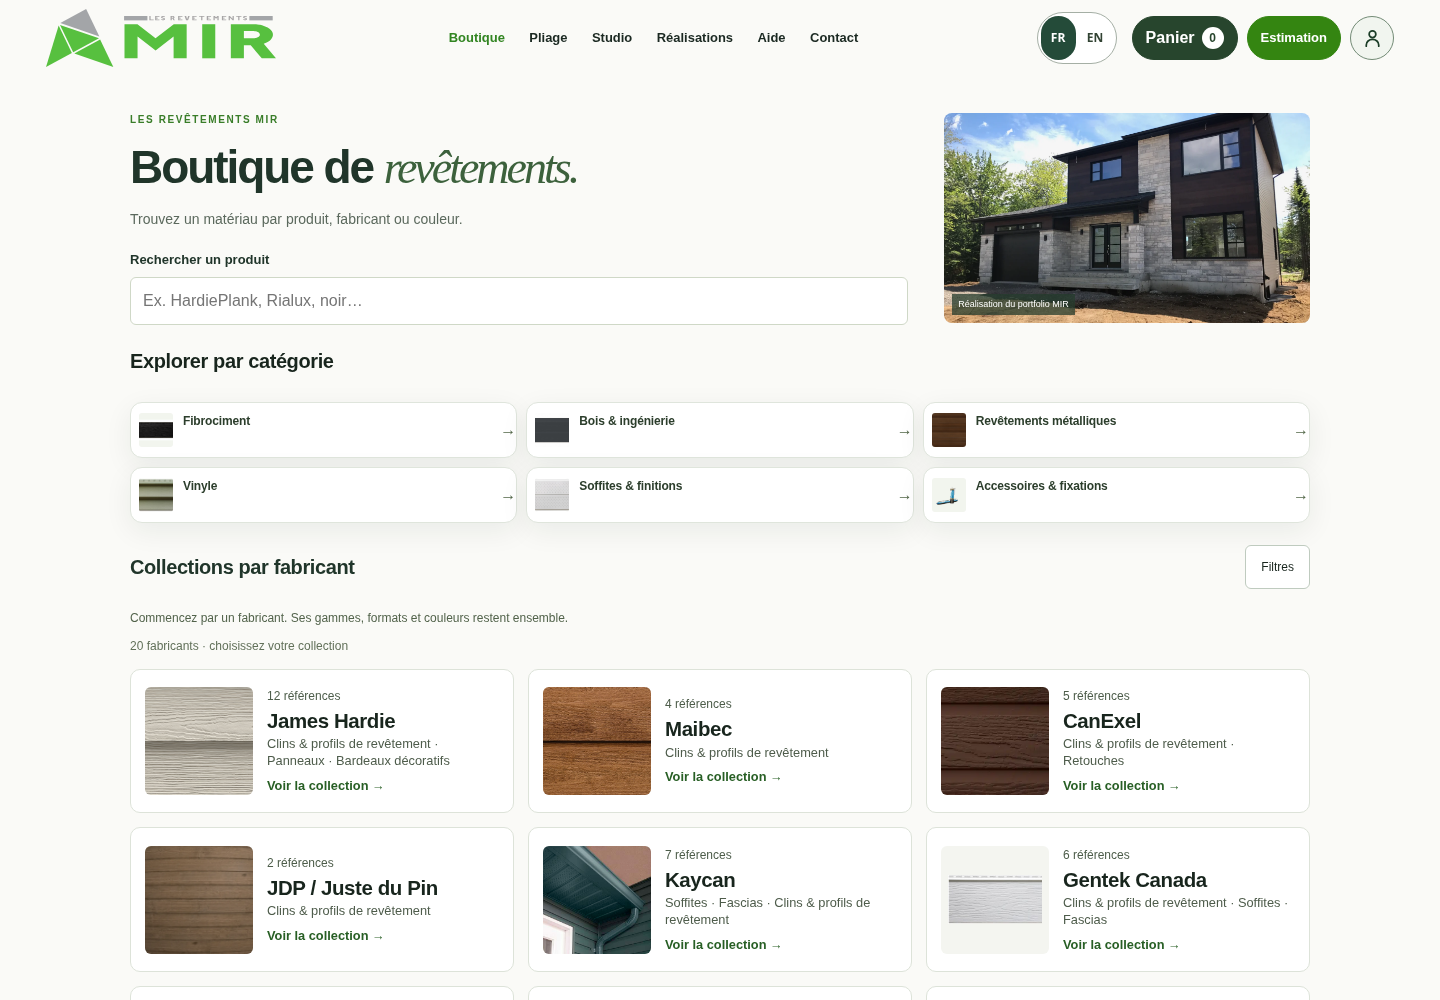 LES REVÊTEMENTS
MIR
Boutique
Pliage
Studio
Réalisations
Aide
Contact
FR
EN
Panier 0
Estimation
LES REVÊTEMENTS MIR
Boutique de revêtements.
Trouvez un matériau par produit, fabricant ou couleur.
Rechercher un produit
Ex. HardiePlank, Rialux, noir…
Réalisation du portfolio MIR
Explorer par catégorie
Fibrociment →
Bois & ingénierie →
Revêtements métalliques →
Vinyle →
Soffites & finitions →
Accessoires & fixations →
Collections par fabricant
Filtres
Commencez par un fabricant. Ses gammes, formats et couleurs restent ensemble.
20 fabricants · choisissez votre collection
12 références
James Hardie
Clins & profils de revêtement ·
Panneaux · Bardeaux décoratifs
Voir la collection →
4 références
Maibec
Clins & profils de revêtement
Voir la collection →
5 références
CanExel
Clins & profils de revêtement ·
Retouches
Voir la collection →
2 références
JDP / Juste du Pin
Clins & profils de revêtement
Voir la collection →
7 références
Kaycan
Soffites · Fascias · Clins & profils de
revêtement
Voir la collection →
6 références
Gentek Canada
Clins & profils de revêtement · Soffites ·
Fascias
Voir la collection →